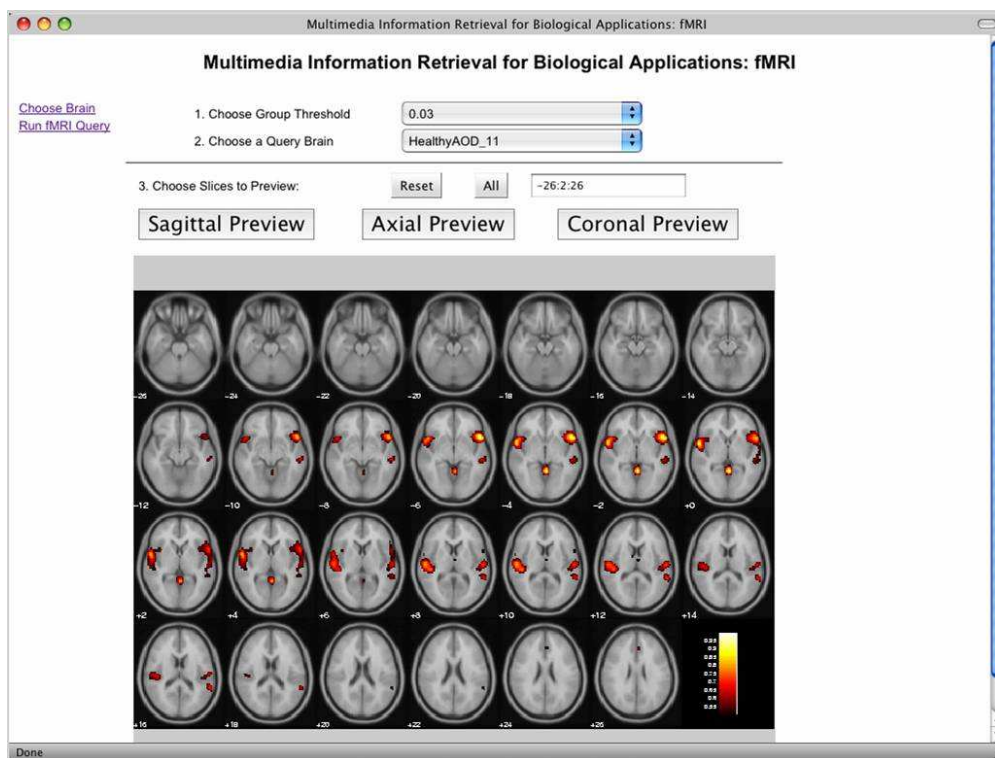 Multimedia Information Retrieval for Biological Applications: fMRI
Multimedia Information Retrieval for Biological Applications: fMRI
Choose Brain
Run fMRI Query
1. Choose Group Threshold 0.03
2. Choose a Query Brain HealthyAOD_11
3. Choose Slices to Preview: Reset All -26:2:26
Sagittal Preview Axial Preview Coronal Preview
-26 -24 -22 -20 -18 -16 -14
-12 -10 -8 -6 -4 -2 +0
+2 +4 +6 +8 +10 +12 +14
+16 +18 +20 +22 +24 +26
Done